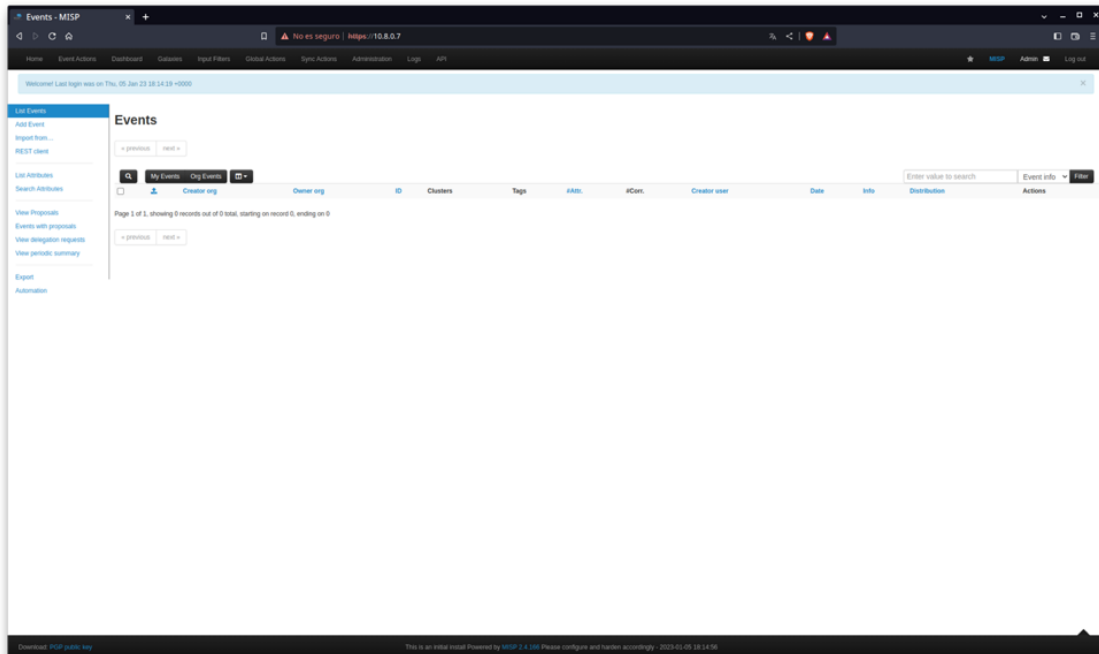 Events - MISP
No es seguro | https://10.8.0.7
Home Event Actions Dashboard Galaxies Input Filters Global Actions Sync Actions Administration Logs API MISP Admin Log out
Welcome! Last login was on Thu, 05 Jan 23 18:14:19 +0000
List Events
Add Event
Import from…
REST client
List Attributes
Search Attributes
View Proposals
Events with proposals
View delegation requests
View periodic summary
Export
Automation
Events
« previous next »
My Events Org Events Enter value to search Event info Filter
Creator org Owner org ID Clusters Tags #Attr. #Corr. Creator user Date Info Distribution Actions
Page 1 of 1, showing 0 records out of 0 total, starting on record 0, ending on 0
« previous next »
Download: PGP public key This is an initial install Powered by MISP 2.4.166 Please configure and harden accordingly - 2023-01-05 18:14:56